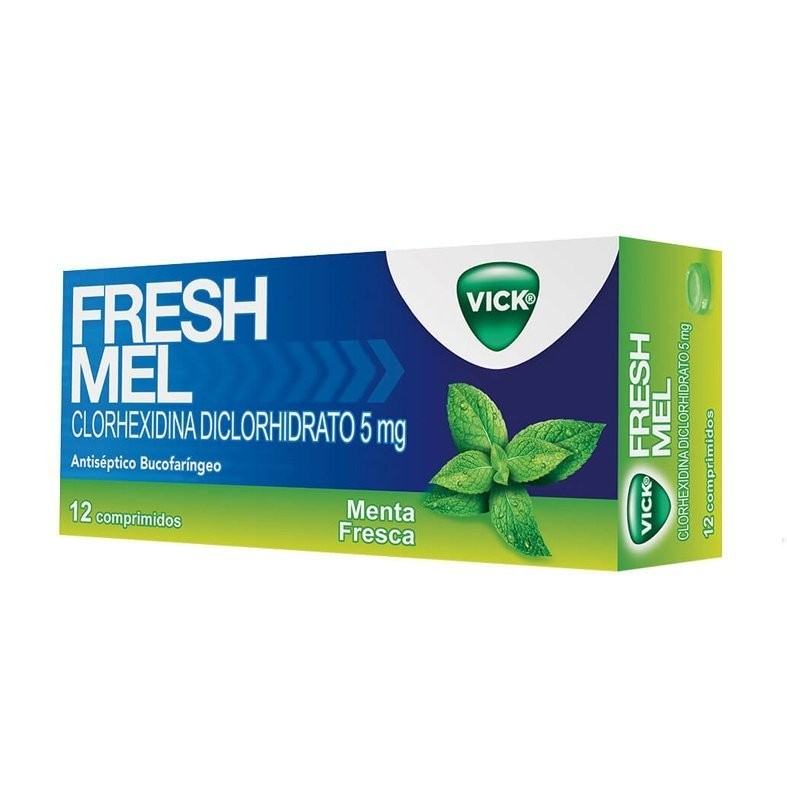 FRESH
MEL
CLORHEXIDINA DICLORHIDRATO 5 mg
Antiséptico Bucofaríngeo
12 comprimidos
Menta
Fresca
VICK®
VICK®
FRESH
MEL
CLORHEXIDINA DICLORHIDRATO 5 mg
12 comprimidos